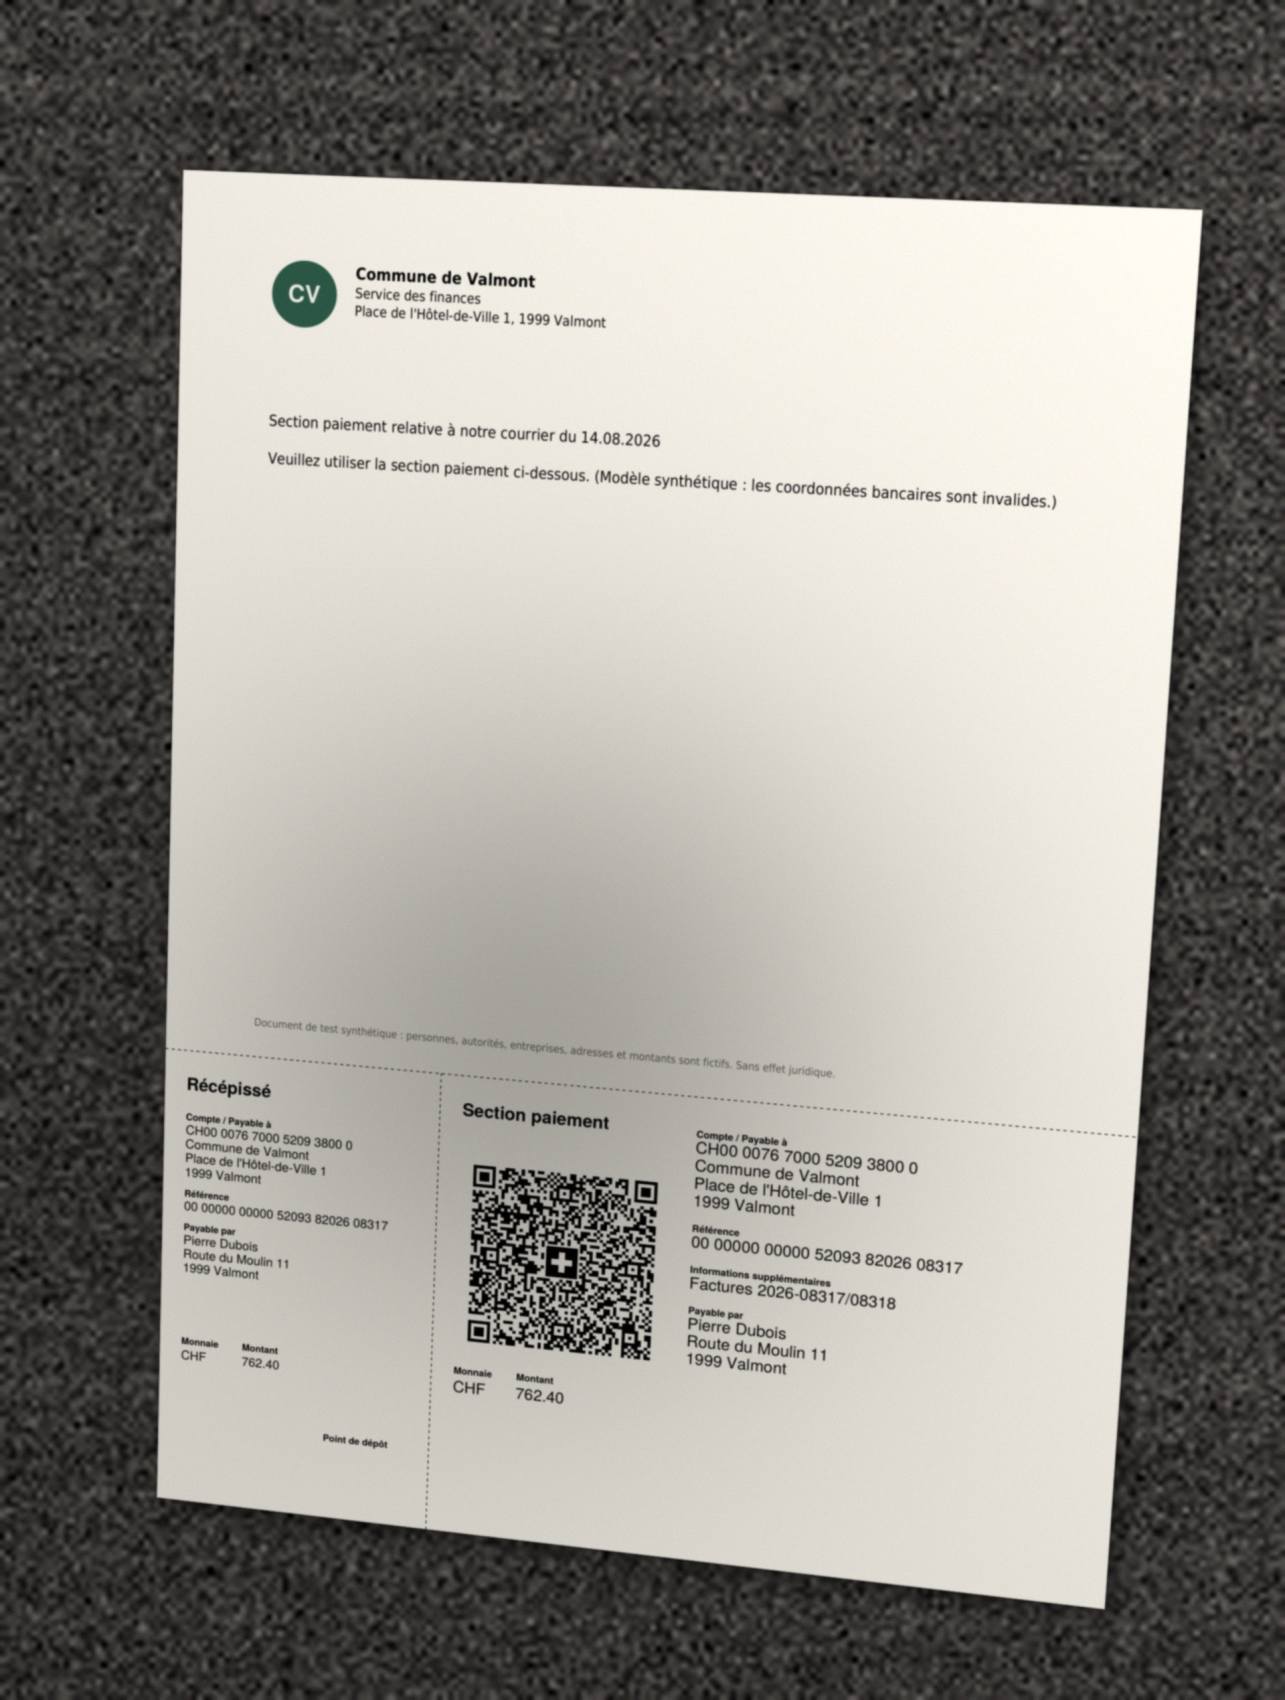 CV
Commune de Valmont
Service des finances
Place de l'Hôtel-de-Ville 1, 1999 Valmont
Section paiement relative à notre courrier du 14.08.2026
Veuillez utiliser la section paiement ci-dessous. (Modèle synthétique : les coordonnées bancaires sont invalides.)
Document de test synthétique : personnes, autorités, entreprises, adresses et montants sont fictifs. Sans effet juridique.
Récépissé
Compte / Payable à
CH00 0076 7000 5209 3800 0
Commune de Valmont
Place de l'Hôtel-de-Ville 1
1999 Valmont
Référence
00 00000 00000 52093 82026 08317
Payable par
Pierre Dubois
Route du Moulin 11
1999 Valmont
Monnaie Montant
CHF 762.40
Point de dépôt
Section paiement
Monnaie Montant
CHF 762.40
Compte / Payable à
CH00 0076 7000 5209 3800 0
Commune de Valmont
Place de l'Hôtel-de-Ville 1
1999 Valmont
Référence
00 00000 00000 52093 82026 08317
Informations supplémentaires
Factures 2026-08317/08318
Payable par
Pierre Dubois
Route du Moulin 11
1999 Valmont